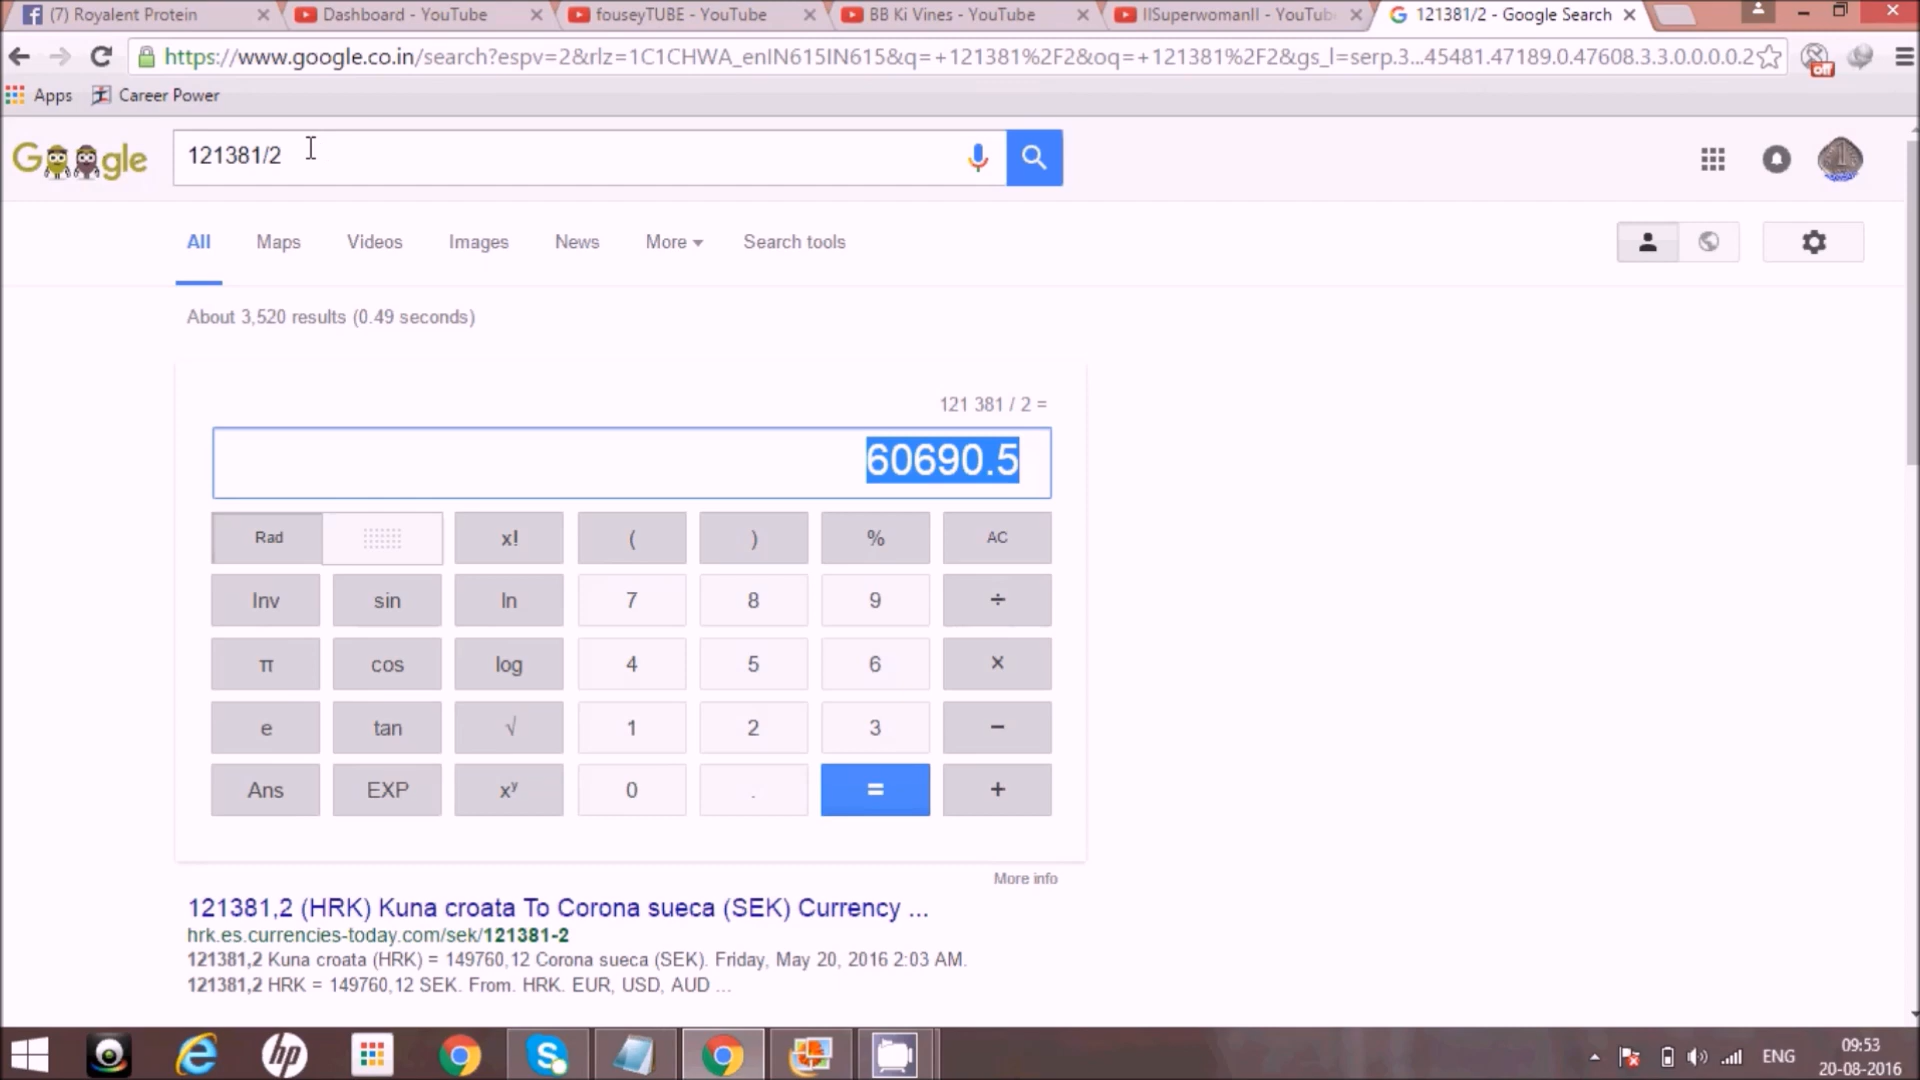 (7) Royalent Protein
Dashboard - YouTube
fouseyTUBE - YouTube
BB Ki Vines - YouTube
IISuperwomanII - YouTub
121381/2 - Google Search
https://www.google.co.in/search?espv=2&rlz=1C1CHWA_enIN615IN615&q=+121381%2F2&oq=+121381%2F2&gs_l=serp.3...45481.47189.0.47608.3.3.0.0.0.0.2
off
Apps
Career Power
Google
121381/2
All
Maps
Videos
Images
News
More
Search tools
About 3,520 results (0.49 seconds)
121 381 / 2 =
60690.5
Rad x! ( ) % AC
Inv sin ln 7 8 9 ÷
π cos log 4 5 6 ×
e tan √ 1 2 3 −
Ans EXP xʸ 0 . = +
More info
121381,2 (HRK) Kuna croata To Corona sueca (SEK) Currency ...
hrk.es.currencies-today.com/sek/121381-2
121381,2 Kuna croata (HRK) = 149760,12 Corona sueca (SEK). Friday, May 20, 2016 2:03 AM.
121381,2 HRK = 149760,12 SEK. From. HRK. EUR, USD, AUD ...
hp
ENG
09:53
20-08-2016